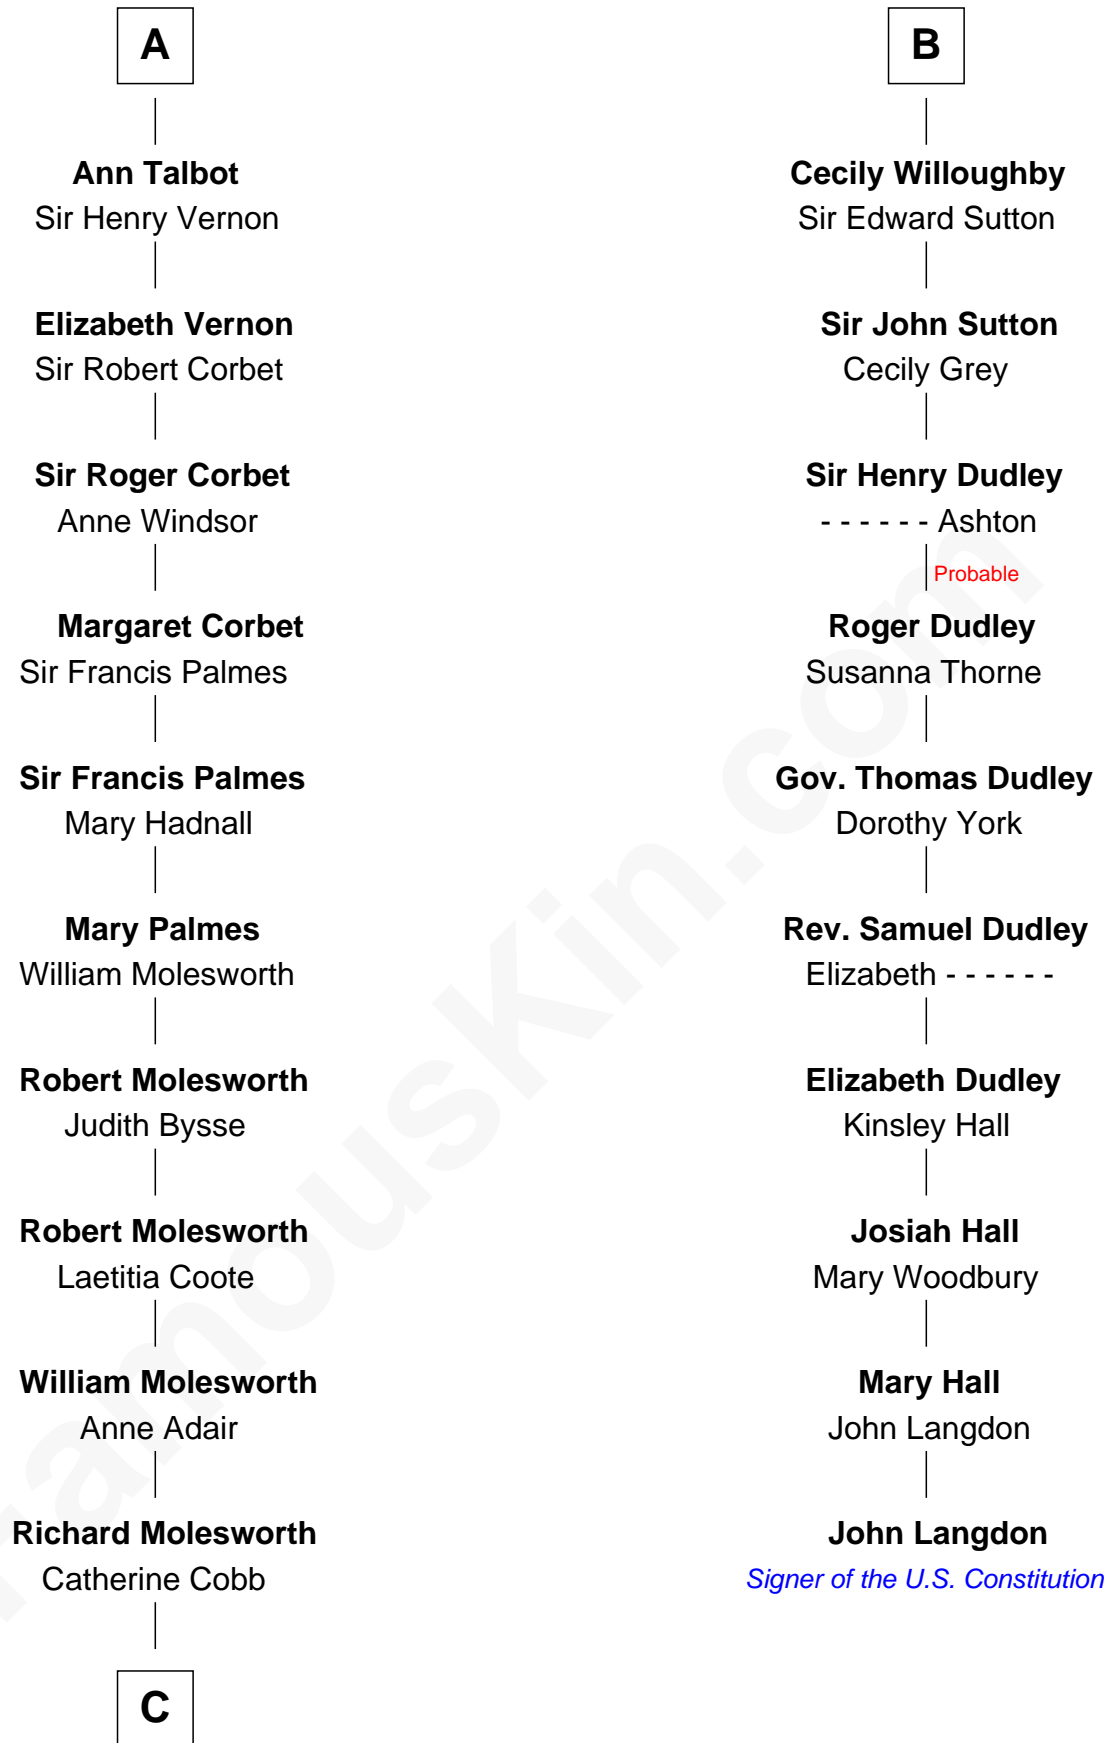 A
Ann Talbot
Sir Henry Vernon
Elizabeth Vernon
Sir Robert Corbet
Sir Roger Corbet
Anne Windsor
Margaret Corbet
Sir Francis Palmes
Sir Francis Palmes
Mary Hadnall
Mary Palmes
William Molesworth
Robert Molesworth
Judith Bysse
Robert Molesworth
Laetitia Coote
William Molesworth
Anne Adair
Richard Molesworth
Catherine Cobb
C
B
Cecily Willoughby
Sir Edward Sutton
Sir John Sutton
Cecily Grey
Sir Henry Dudley
- - - - - - Ashton
Probable
Roger Dudley
Susanna Thorne
Gov. Thomas Dudley
Dorothy York
Rev. Samuel Dudley
Elizabeth - - - - - -
Elizabeth Dudley
Kinsley Hall
Josiah Hall
Mary Woodbury
Mary Hall
John Langdon
John Langdon
Signer of the U.S. Constitution
FamousKin.com